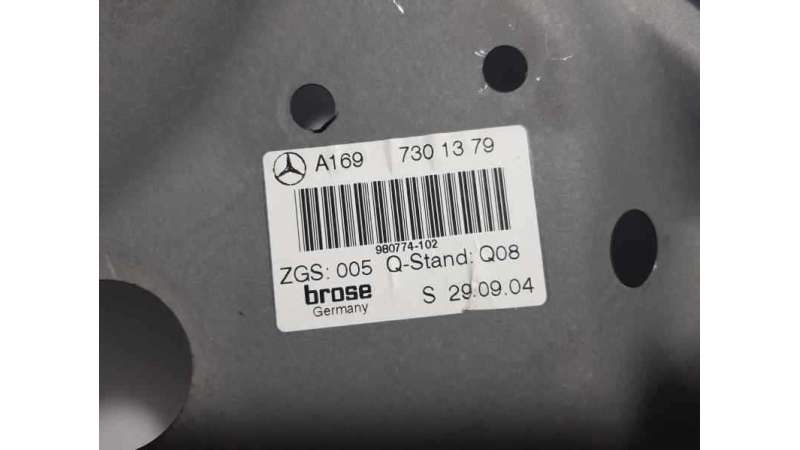 A169 730 13 79
980774-102
ZGS: 005 Q-Stand: Q08
brose
Germany
S 29.09.04